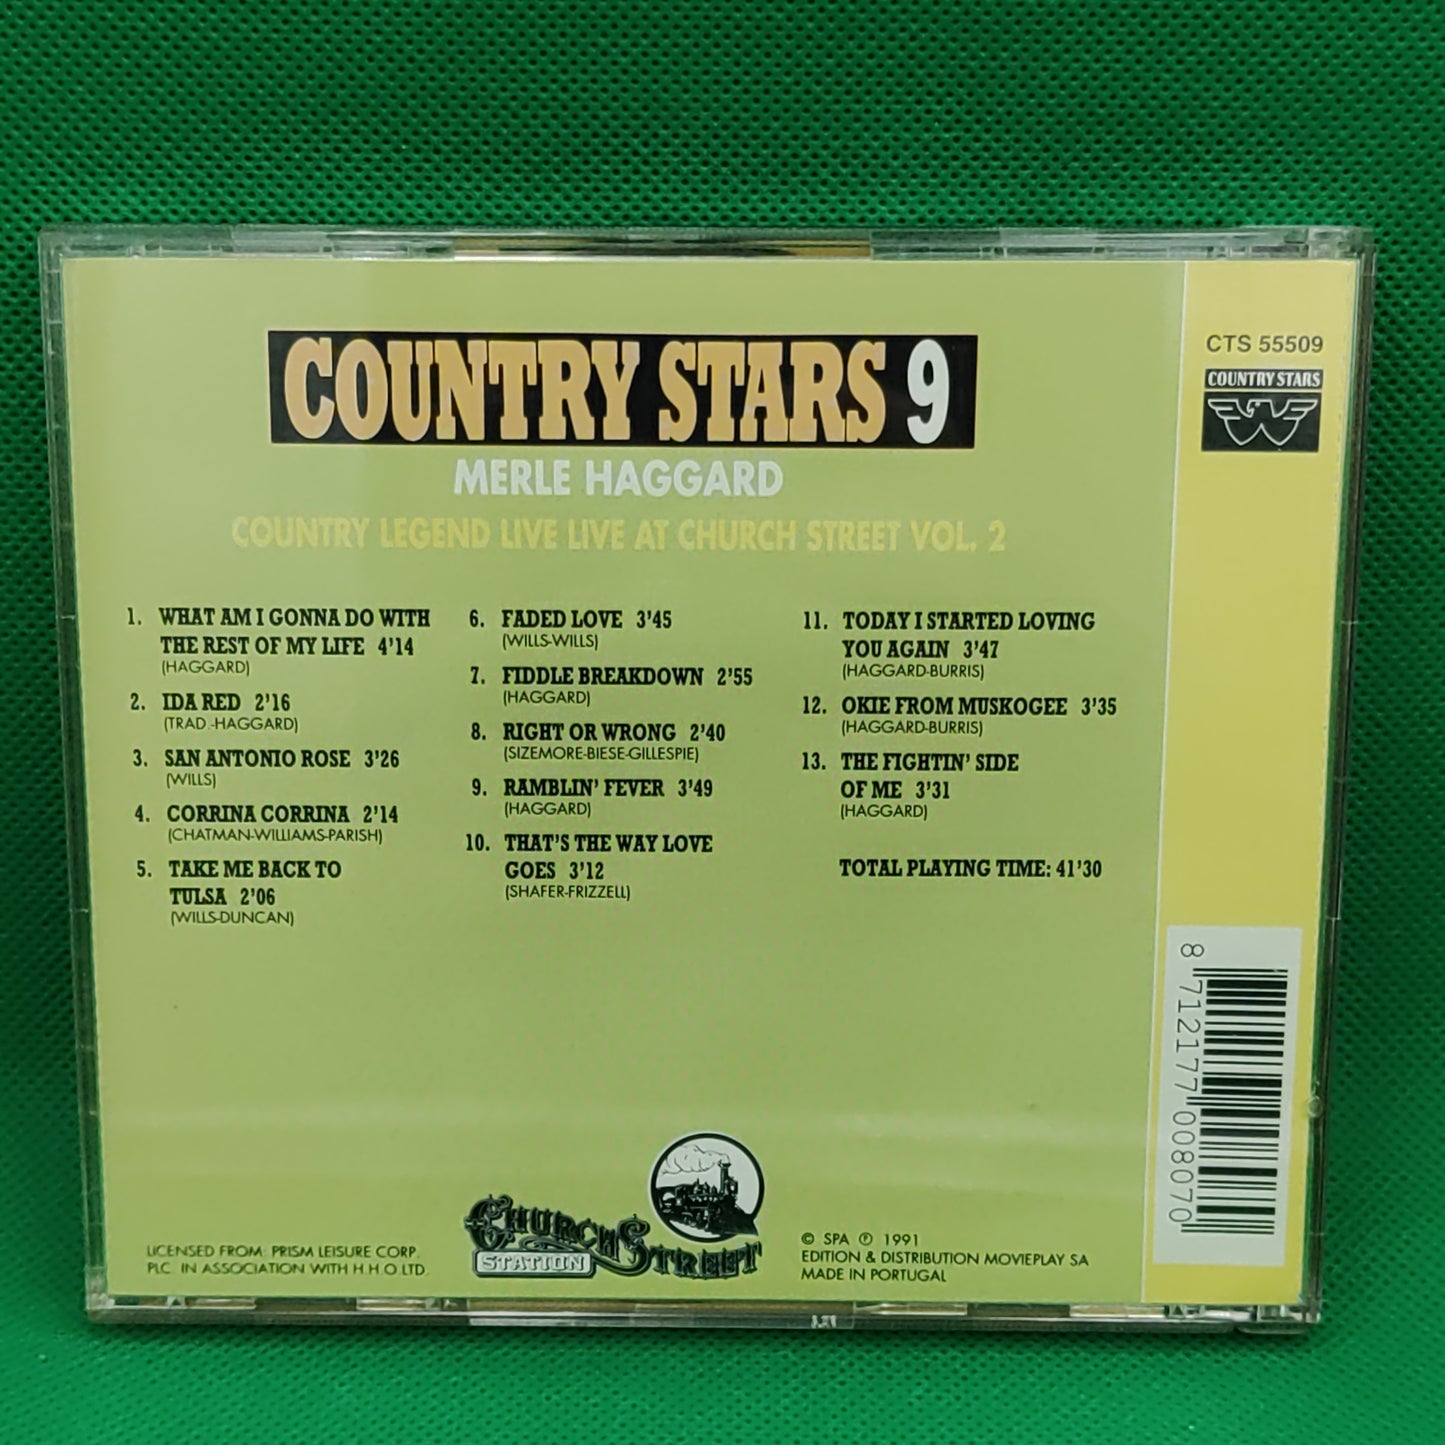 COUNTRY STARS 9
MERLE HAGGARD
COUNTRY LEGEND LIVE LIVE AT CHURCH STREET VOL. 2
1. WHAT AM I GONNA DO WITH
THE REST OF MY LIFE 4'14
(HAGGARD)
2. IDA RED 2'16
(TRAD.-HAGGARD)
3. SAN ANTONIO ROSE 3'26
(WILLS)
4. CORRINA CORRINA 2'14
(CHATMAN-WILLIAMS-PARISH)
5. TAKE ME BACK TO
TULSA 2'06
(WILLS-DUNCAN)
6. FADED LOVE 3'45
(WILLS-WILLS)
7. FIDDLE BREAKDOWN 2'55
(HAGGARD)
8. RIGHT OR WRONG 2'40
(SIZEMORE-BIESE-GILLESPIE)
9. RAMBLIN' FEVER 3'49
(HAGGARD)
10. THAT'S THE WAY LOVE
GOES 3'12
(SHAFER-FRIZZELL)
11. TODAY I STARTED LOVING
YOU AGAIN 3'47
(HAGGARD-BURRIS)
12. OKIE FROM MUSKOGEE 3'35
(HAGGARD-BURRIS)
13. THE FIGHTIN' SIDE
OF ME 3'31
(HAGGARD)
TOTAL PLAYING TIME: 41'30
LICENSED FROM: PRISM LEISURE CORP.
PLC. IN ASSOCIATION WITH H.H.O. LTD.
CHURCH STREET
STATION
© SPA ℗ 1991
EDITION & DISTRIBUTION MOVIEPLAY SA
MADE IN PORTUGAL
CTS 55509
COUNTRY STARS
8 712177 008070